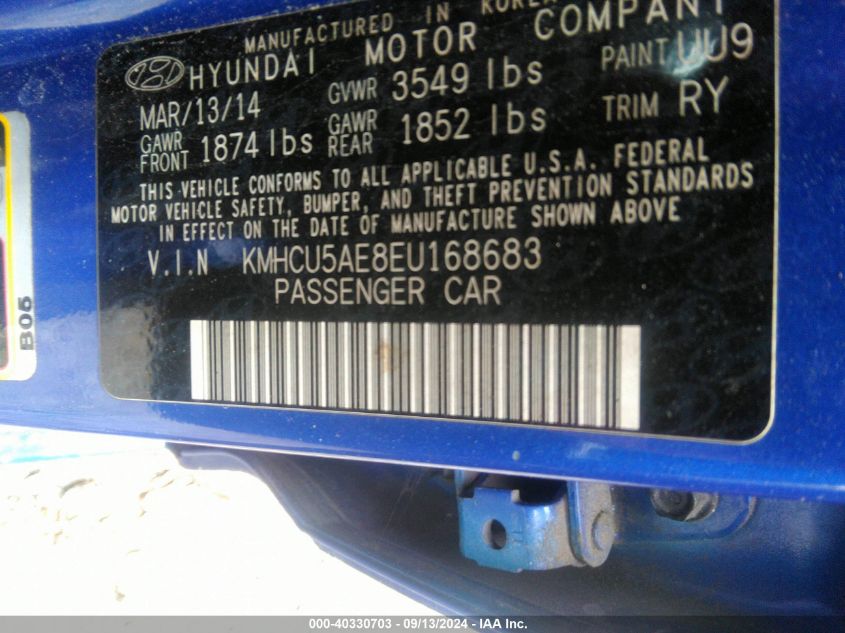 MANUFACTURED IN KOREA
HYUNDAI MOTOR COMPANY
MAR/13/14 GVWR 3549 lbs PAINT UU9
GAWR FRONT 1874 lbs GAWR REAR 1852 lbs TRIM RY
THIS VEHICLE CONFORMS TO ALL APPLICABLE U.S.A. FEDERAL
MOTOR VEHICLE SAFETY, BUMPER, AND THEFT PREVENTION STANDARDS
IN EFFECT ON THE DATE OF MANUFACTURE SHOWN ABOVE
V.I.N KMHCU5AE8EU168683
PASSENGER CAR
B05
000-40330703 - 09/13/2024 - IAA Inc.